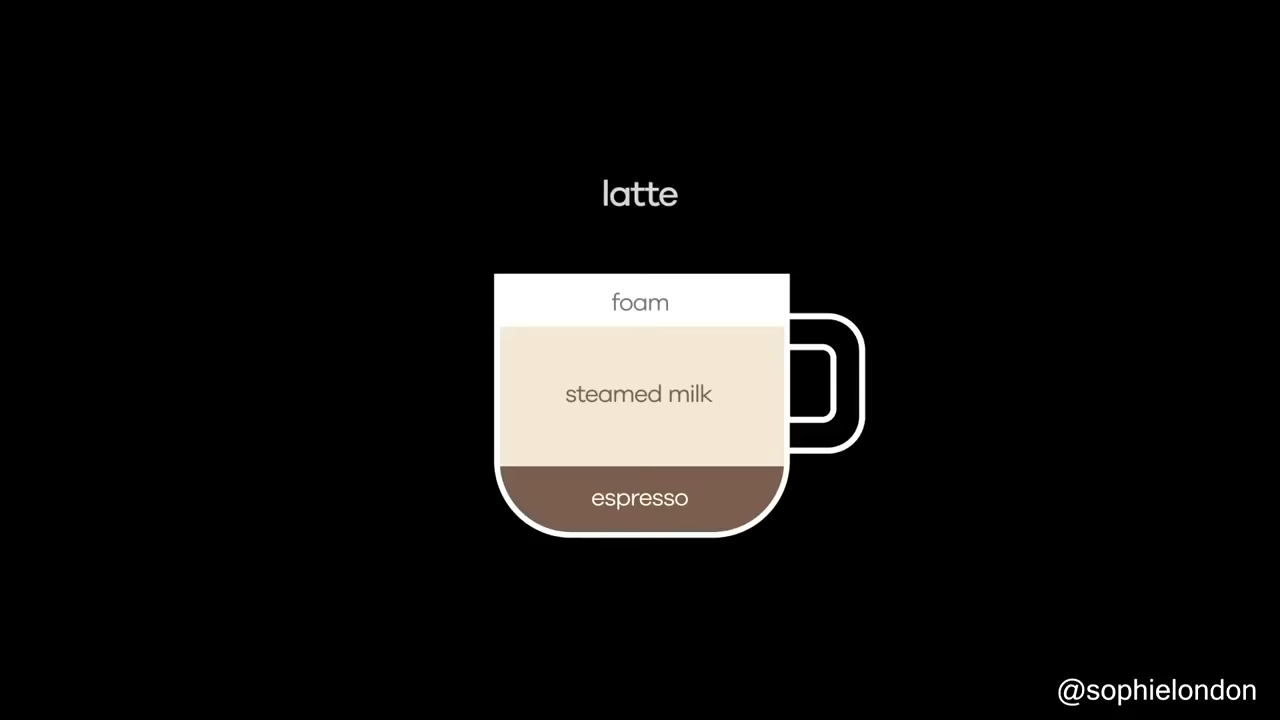 latte
foam
steamed milk
espresso
@sophielondon